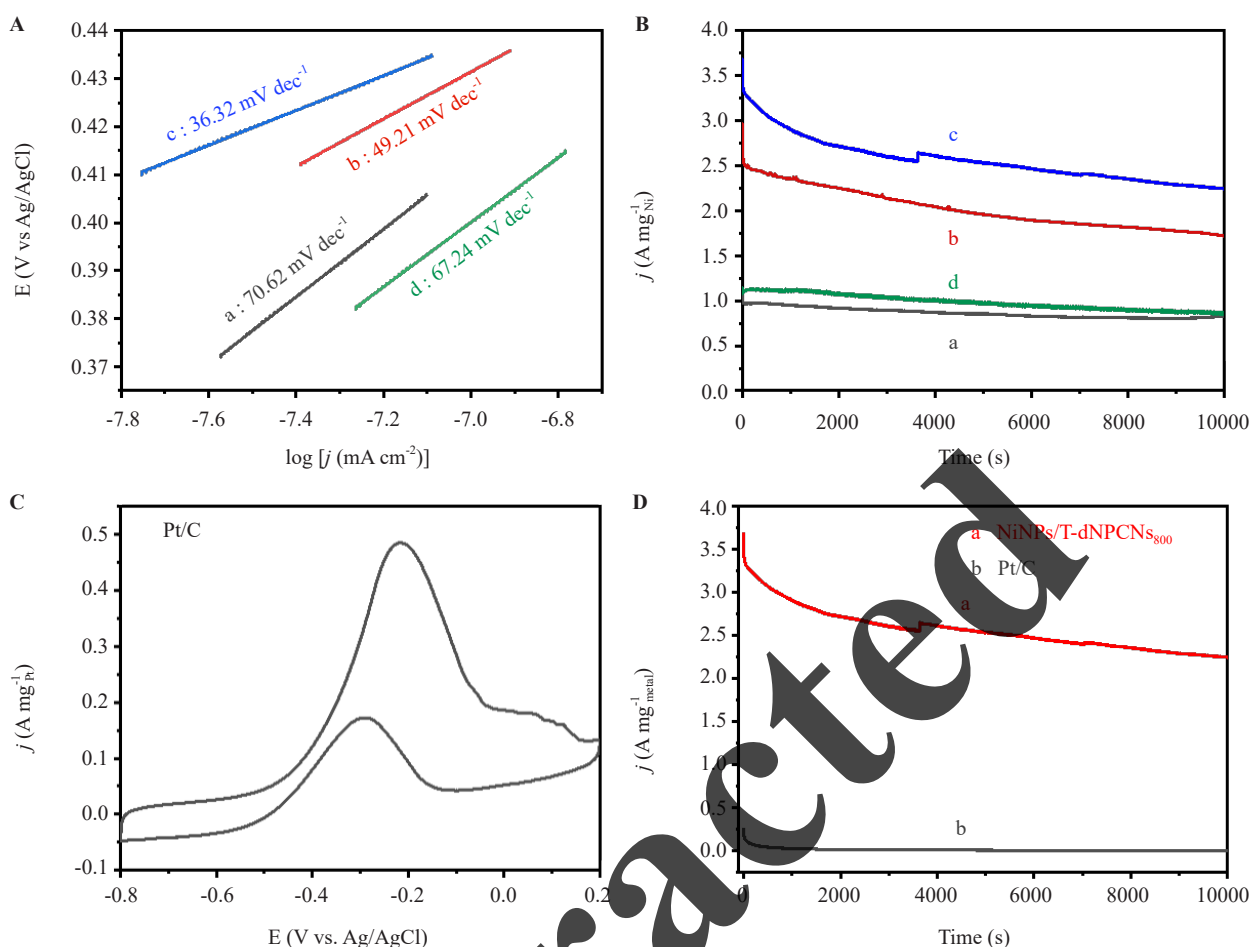 A
0.44
0.43
0.42
0.41
0.40
0.39
0.38
0.37
E (V vs Ag/AgCl)
c : 36.32 mV dec⁻¹
b : 49.21 mV dec⁻¹
a : 70.62 mV dec⁻¹
d : 67.24 mV dec⁻¹
-7.8 -7.6 -7.4 -7.2 -7.0 -6.8
log [j (mA cm⁻²)]
B
4.0
3.5
3.0
2.5
2.0
1.5
1.0
0.5
0.0
j (A mg⁻¹Ni)
c
b
d
a
0 2000 4000 6000 8000 10000
Time (s)
C
Pt/C
0.5
0.4
0.3
0.2
0.1
0.0
-0.1
j (A mg⁻¹Pt)
-0.8 -0.6 -0.4 -0.2 0.0 0.2
E (V vs. Ag/AgCl)
D
4.0
3.5
3.0
2.5
2.0
1.5
1.0
0.5
0.0
j (A mg⁻¹metal)
a NiNPs/T-dNPCNs₈₀₀
b Pt/C
a
b
0 2000 4000 6000 8000 10000
Time (s)
racted